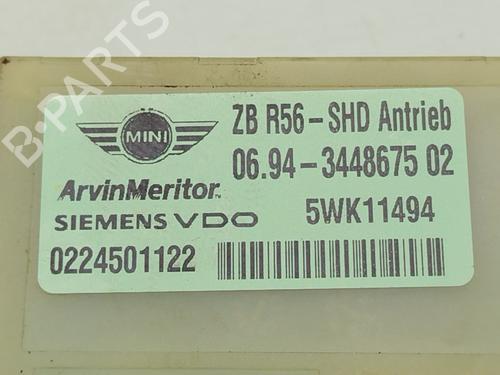 B-PARTS
MINI
ZB R56-SHD Antrieb
06.94-3448675 02
ArvinMeritor
SIEMENS VDO
5WK11494
0224501122